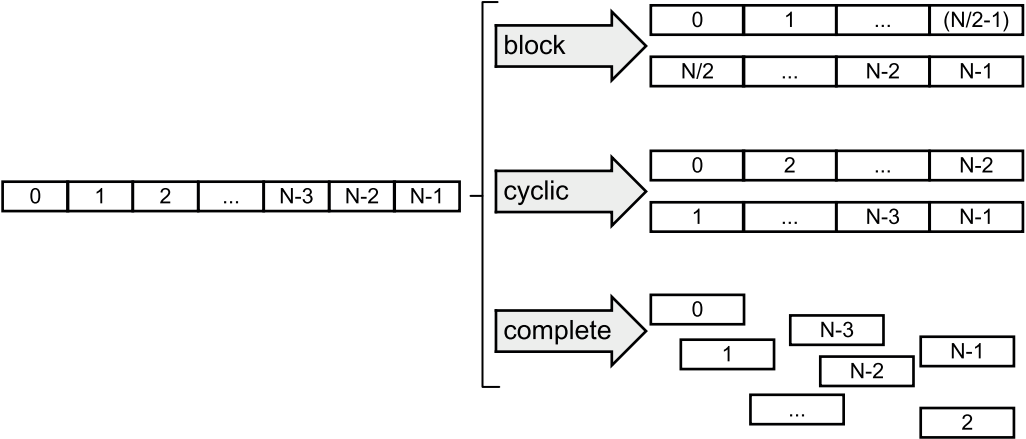 0 1 2 ... N-3 N-2 N-1
block
0 1 ... (N/2-1)
N/2 ... N-2 N-1
cyclic
0 2 ... N-2
1 ... N-3 N-1
complete
0
N-3
1
N-1
N-2
...
2